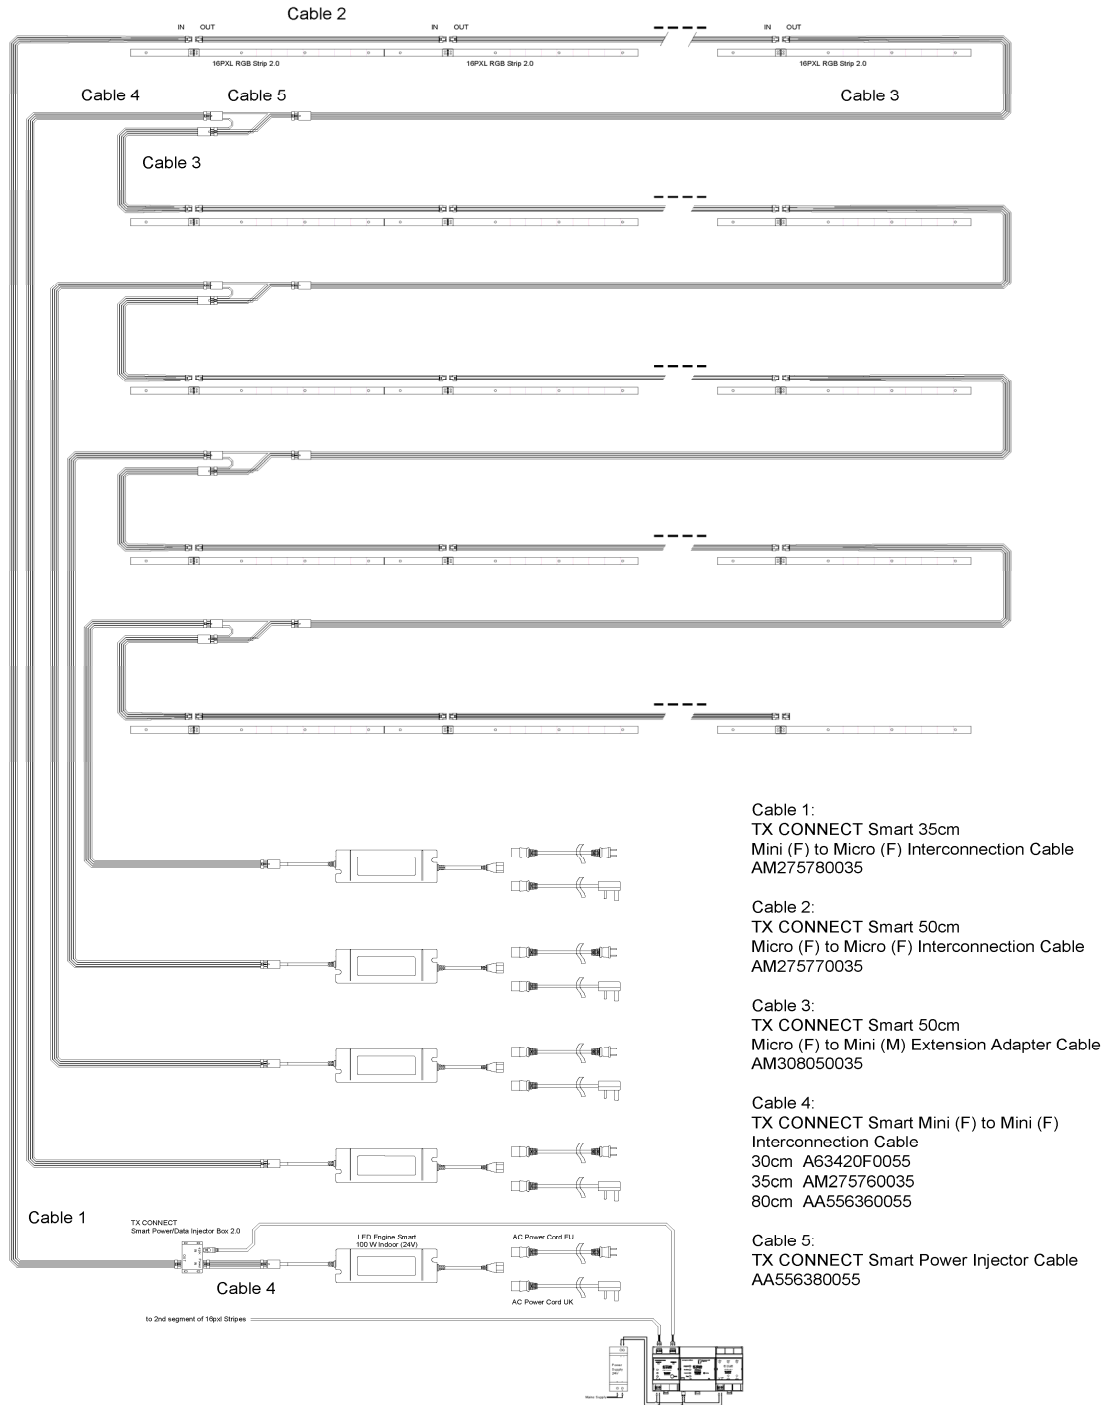 Cable 2
IN OUT
IN OUT
IN OUT
16PXL RGB Strip 2.0
16PXL RGB Strip 2.0
16PXL RGB Strip 2.0
Cable 4
Cable 5
Cable 3
Cable 3
Cable 1:
TX CONNECT Smart 35cm
Mini (F) to Micro (F) Interconnection Cable
AM275780035
Cable 2:
TX CONNECT Smart 50cm
Micro (F) to Micro (F) Interconnection Cable
AM275770035
Cable 3:
TX CONNECT Smart 50cm
Micro (F) to Mini (M) Extension Adapter Cable
AM308050035
Cable 4:
TX CONNECT Smart Mini (F) to Mini (F)
Interconnection Cable
30cm A63420F0055
35cm AM275760035
80cm AA556360055
Cable 5:
TX CONNECT Smart Power Injector Cable
AA556380055
Cable 1
TX CONNECT
Smart Power/Data Injector Box 2.0
LED Engine Smart
100 W Indoor (24V)
AC Power Cord EU
Cable 4
AC Power Cord UK
to 2nd segment of 16pxl Stripes
Power
Supply
24V
Mains Supply